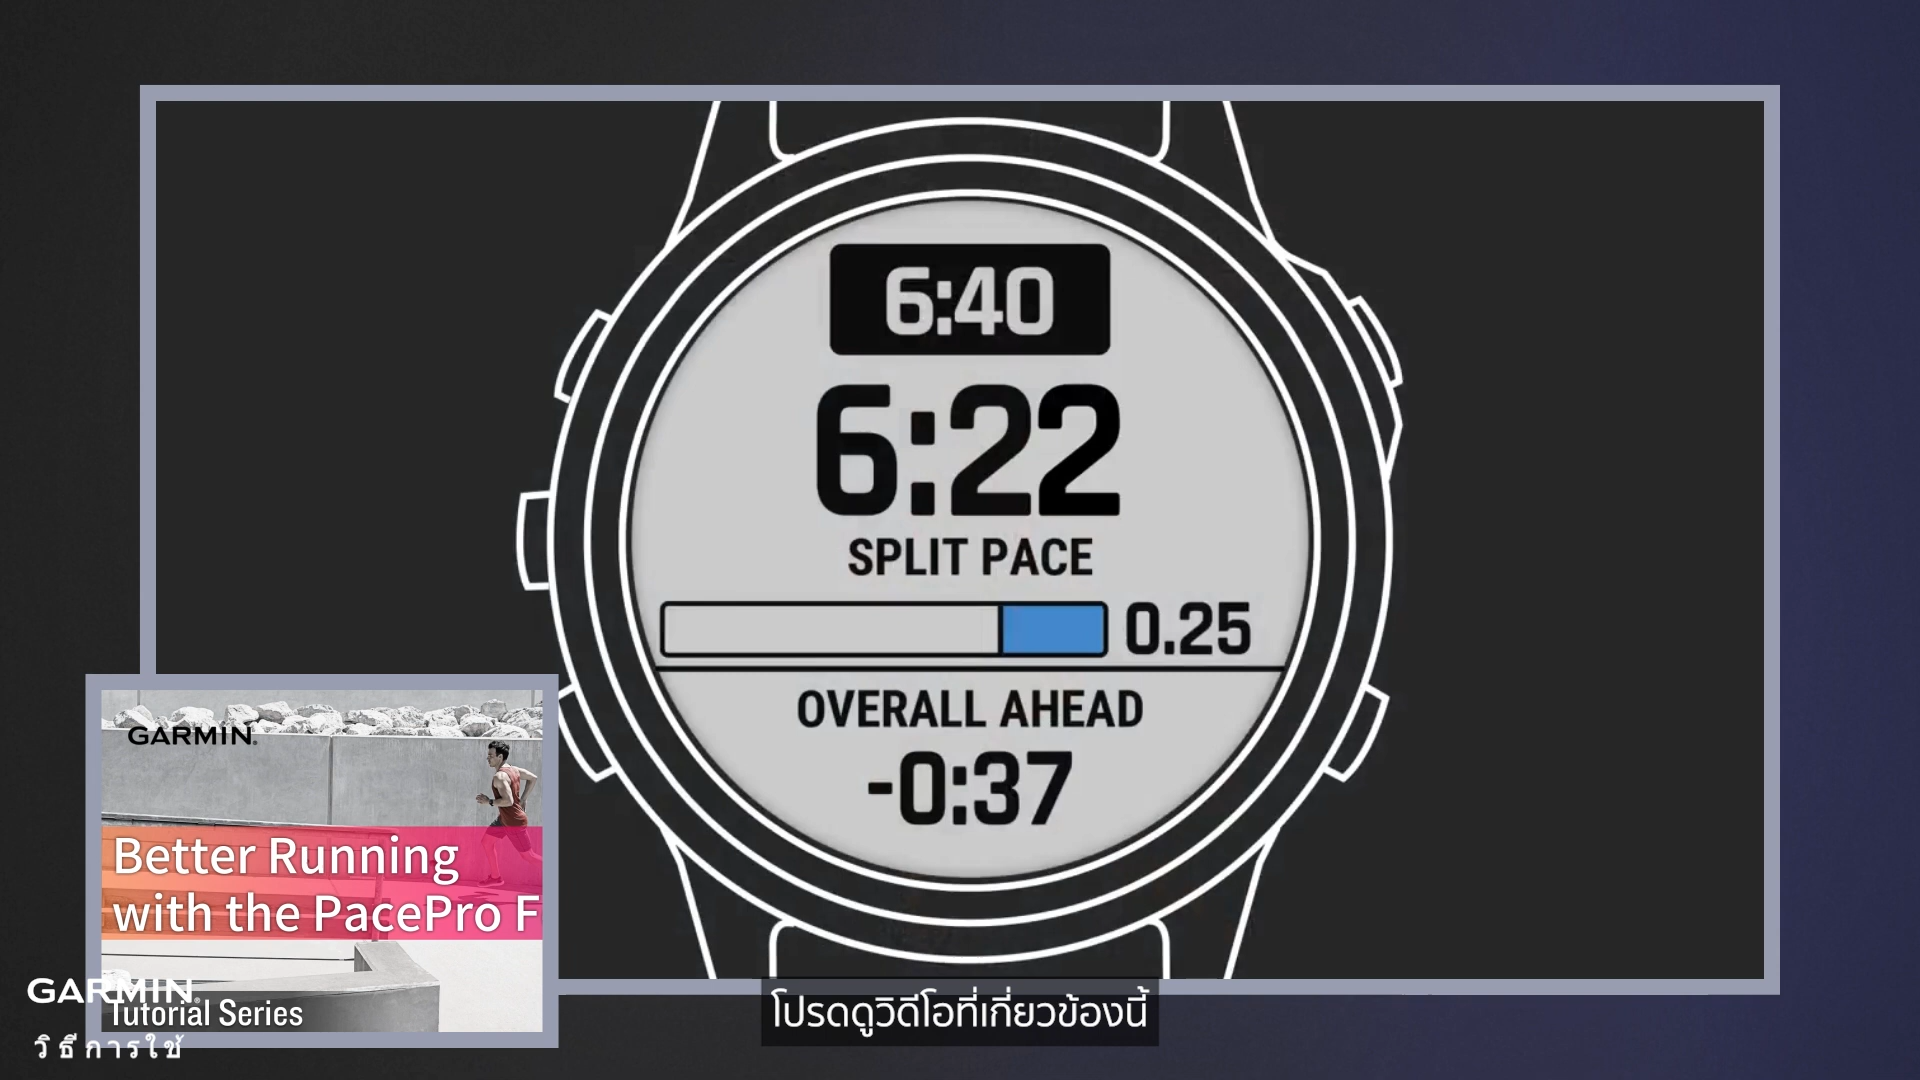 6:40
6:22
SPLIT PACE
0.25
OVERALL AHEAD
-0:37
GARMIN
Better Running
with the PacePro F
Tutorial Series
GARMIN
วิธีการใช้
โปรดดูวิดีโอที่เกี่ยวข้องนี้